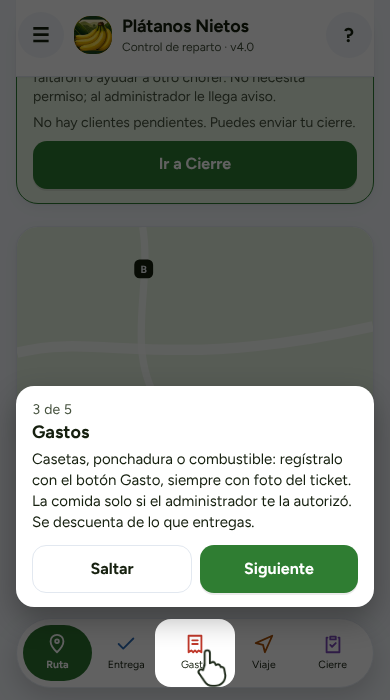 Plátanos Nietos
Control de reparto · v4.0
?
faltaron o ayudar a otro chofer. No necesita
permiso; al administrador le llega aviso.
No hay clientes pendientes. Puedes enviar tu cierre.
Ir a Cierre
B
3 de 5
Gastos
Casetas, ponchadura o combustible: regístralo
con el botón Gasto, siempre con foto del ticket.
La comida solo si el administrador te la autorizó.
Se descuenta de lo que entregas.
Saltar
Siguiente
Ruta
Entrega
Gast
Viaje
Cierre